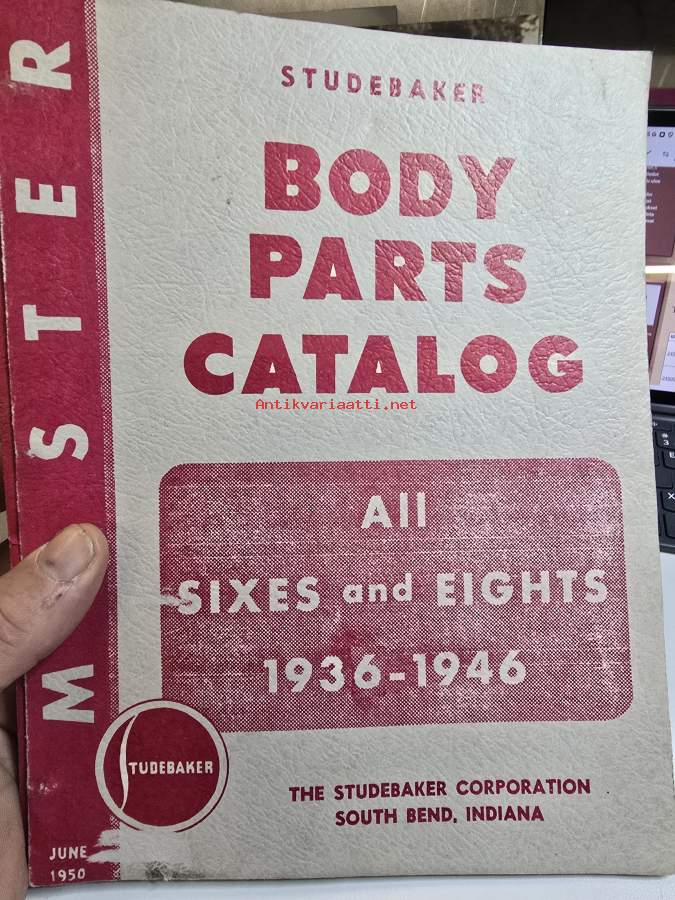 MASTER
STUDEBAKER
BODY
PARTS
CATALOG
Antikvariaatti.net
All
SIXES and EIGHTS
1936-1946
STUDEBAKER
THE STUDEBAKER CORPORATION
SOUTH BEND, INDIANA
JUNE
1950